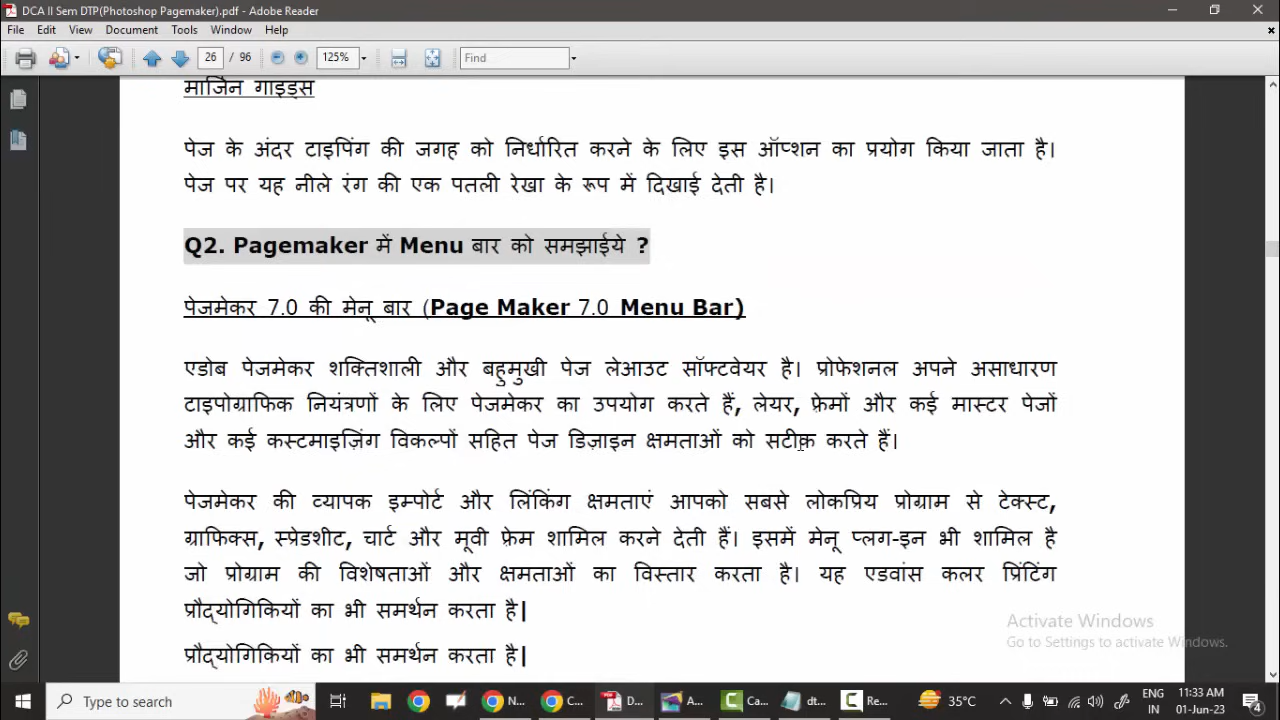 DCA II Sem DTP(Photoshop Pagemaker).pdf - Adobe Reader
File Edit View Document Tools Window Help
26 / 96 125% Find
मार्जिन गाइड्स
पेज के अंदर टाइपिंग की जगह को निर्धारित करने के लिए इस ऑप्शन का प्रयोग किया जाता है।
पेज पर यह नीले रंग की एक पतली रेखा के रूप में दिखाई देती है।
Q2. Pagemaker में Menu बार को समझाईये ?
पेजमेकर 7.0 की मेनू बार (Page Maker 7.0 Menu Bar)
एडोब पेजमेकर शक्तिशाली और बहुमुखी पेज लेआउट सॉफ्टवेयर है। प्रोफेशनल अपने असाधारण
टाइपोग्राफिक नियंत्रणों के लिए पेजमेकर का उपयोग करते हैं, लेयर, फ्रेमों और कई मास्टर पेजों
और कई कस्टमाइज़िंग विकल्पों सहित पेज डिज़ाइन क्षमताओं को सटीक करते हैं।
पेजमेकर की व्यापक इम्पोर्ट और लिंकिंग क्षमताएं आपको सबसे लोकप्रिय प्रोग्राम से टेक्स्ट,
ग्राफिक्स, स्प्रेडशीट, चार्ट और मूवी फ्रेम शामिल करने देती हैं। इसमें मेनू प्लग-इन भी शामिल है
जो प्रोग्राम की विशेषताओं और क्षमताओं का विस्तार करता है। यह एडवांस कलर प्रिंटिंग
प्रौद्योगिकियों का भी समर्थन करता है|
प्रौद्योगिकियों का भी समर्थन करता है|
Activate Windows
Go to Settings to activate Windows.
Type to search N... C... D... A... Ca... dt... Re... 35°C ENG 11:33 AM
IN 01-Jun-23 4